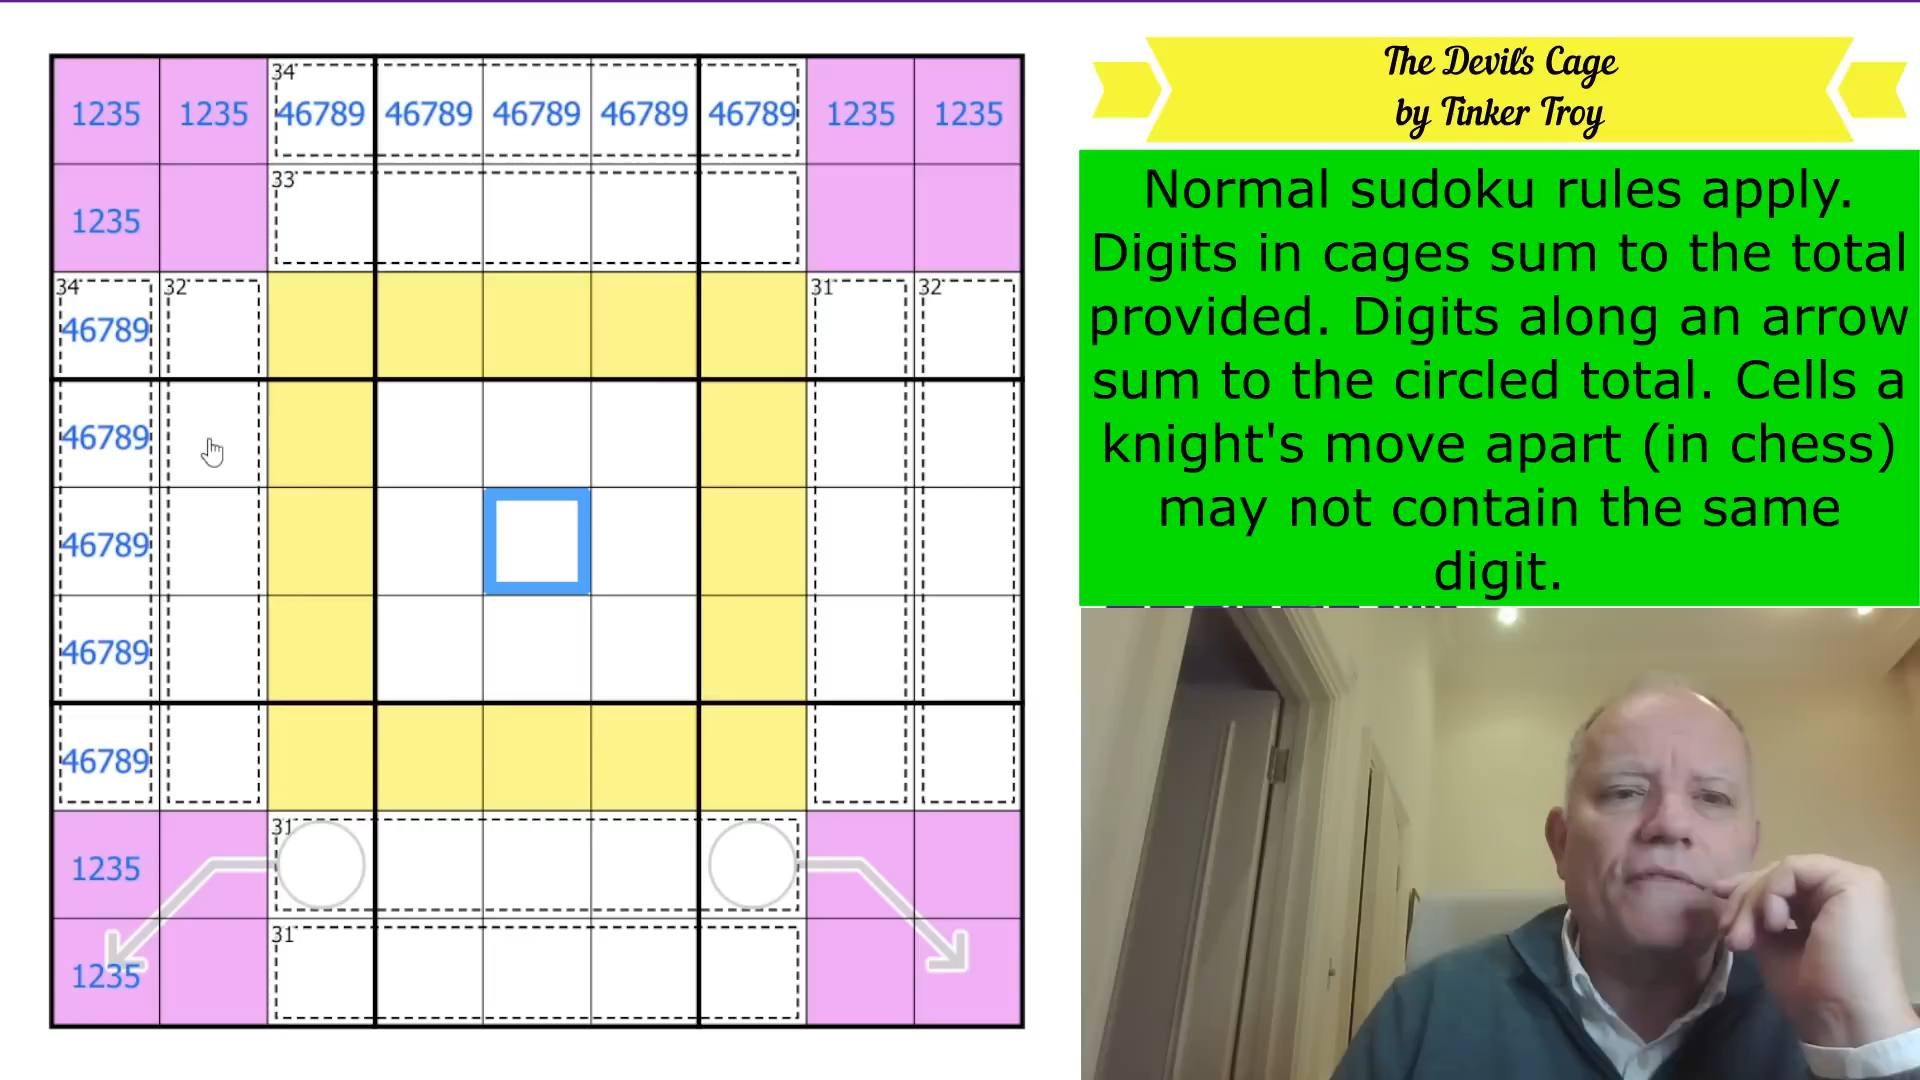 The Devil's Cage
by Tinker Troy
Normal sudoku rules apply.
Digits in cages sum to the total
provided. Digits along an arrow
sum to the circled total. Cells a
knight's move apart (in chess)
may not contain the same
digit.
34
1235 1235 46789 46789 46789 46789 46789 1235 1235
33
1235
34 32 31 32
46789
46789
46789
46789
46789
31
1235
31
1235